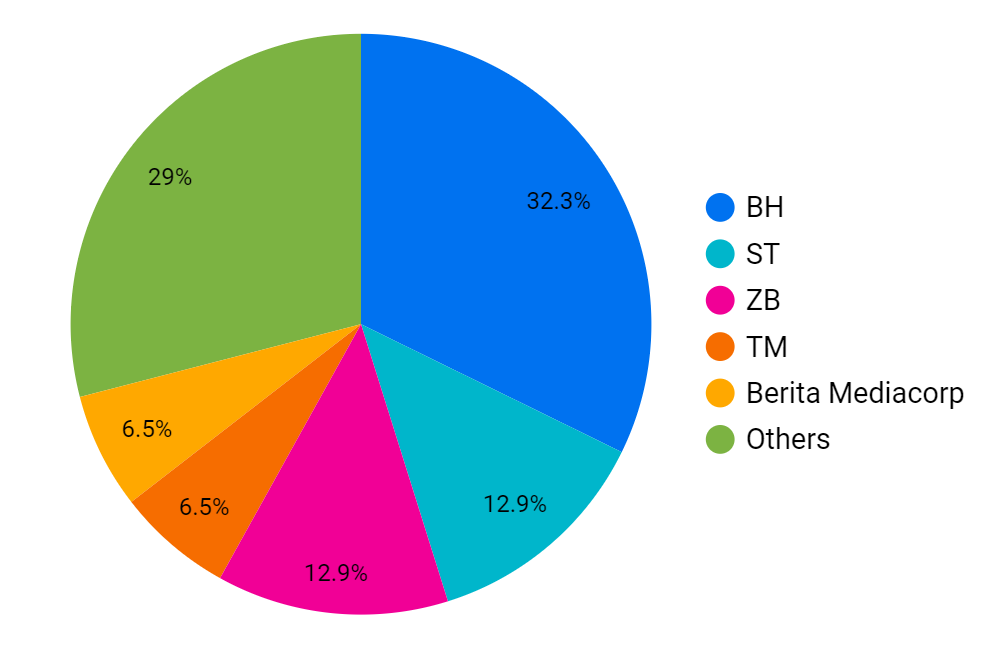 29%
32.3%
BH
ST
ZB
TM
Berita Mediacorp
Others
6.5%
6.5%
12.9%
12.9%